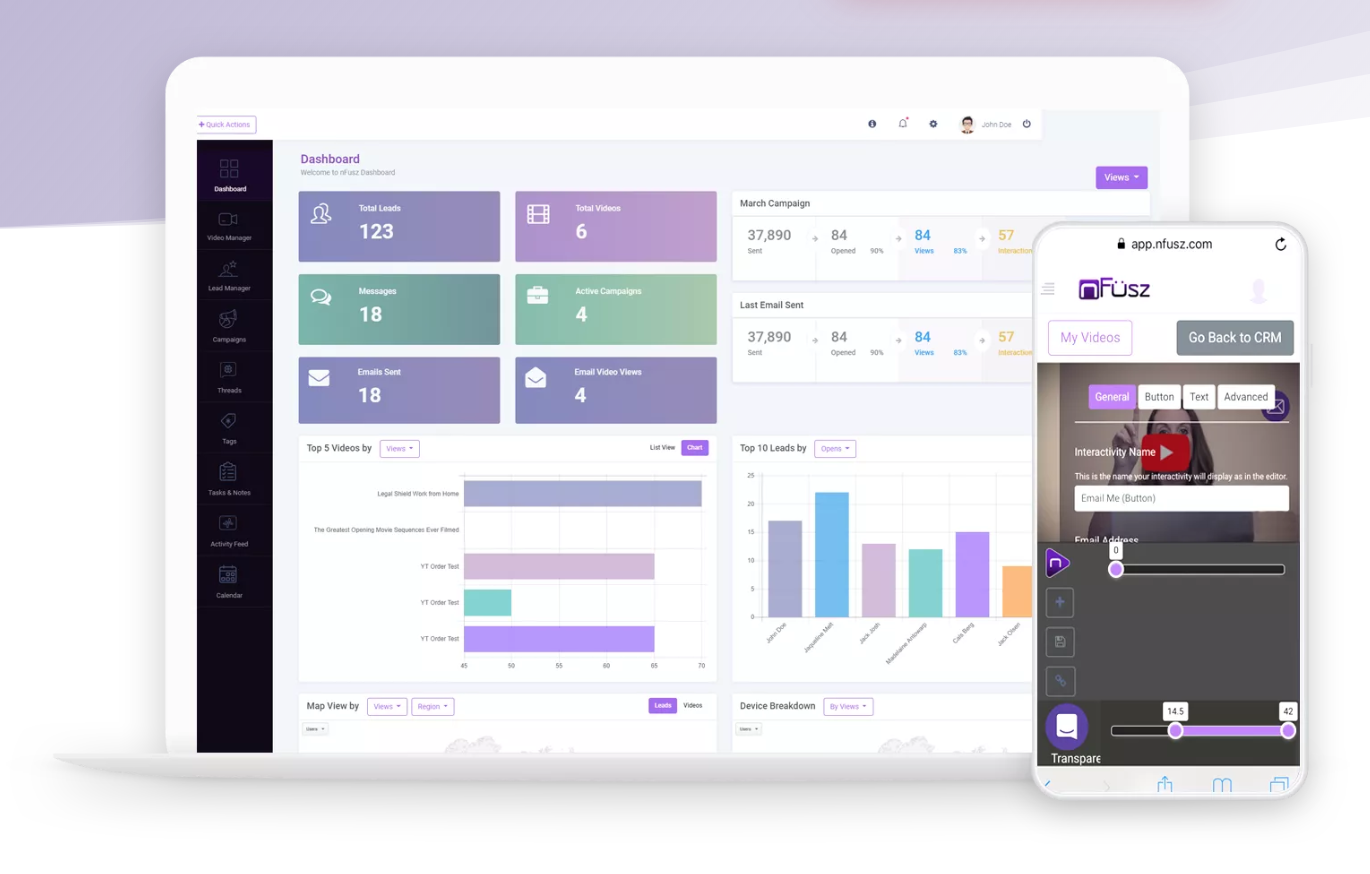 Quick Actions
John Doe
Dashboard
Welcome to nFusz Dashboard
Views
Dashboard
Video Manager
Lead Manager
Campaigns
Threads
Tags
Tasks & Notes
Activity Feed
Calendar
Total Leads
123
Total Videos
6
Messages
18
Active Campaigns
4
Emails Sent
18
Email Video Views
4
March Campaign
37,890 84 84 57
Sent Opened 90% Views 83% Interaction
Last Email Sent
37,890 84 84 57
Sent Opened 90% Views 83% Interaction
Top 5 Videos by Views List View Chart
Legal Shield Work from Home
The Greatest Opening Movie Sequences Ever Filmed
YT Order Test
YT Order Test
YT Order Test
45 50 55 60 65 70
Top 10 Leads by Opens
25
20
15
10
5
0
John Doe
Jaqueline Melt
Jack Josh
Madelaine Antowarp
Cais Berg
Jack Olsen
Map View by Views Region Leads Videos
Device Breakdown By Views
app.nfusz.com
nFüsz
My Videos Go Back to CRM
General Button Text Advanced
Interactivity Name
This is the name your interactivity will display as in the editor.
Email Me (Button)
Email Address
0
14.5 42
Transpare